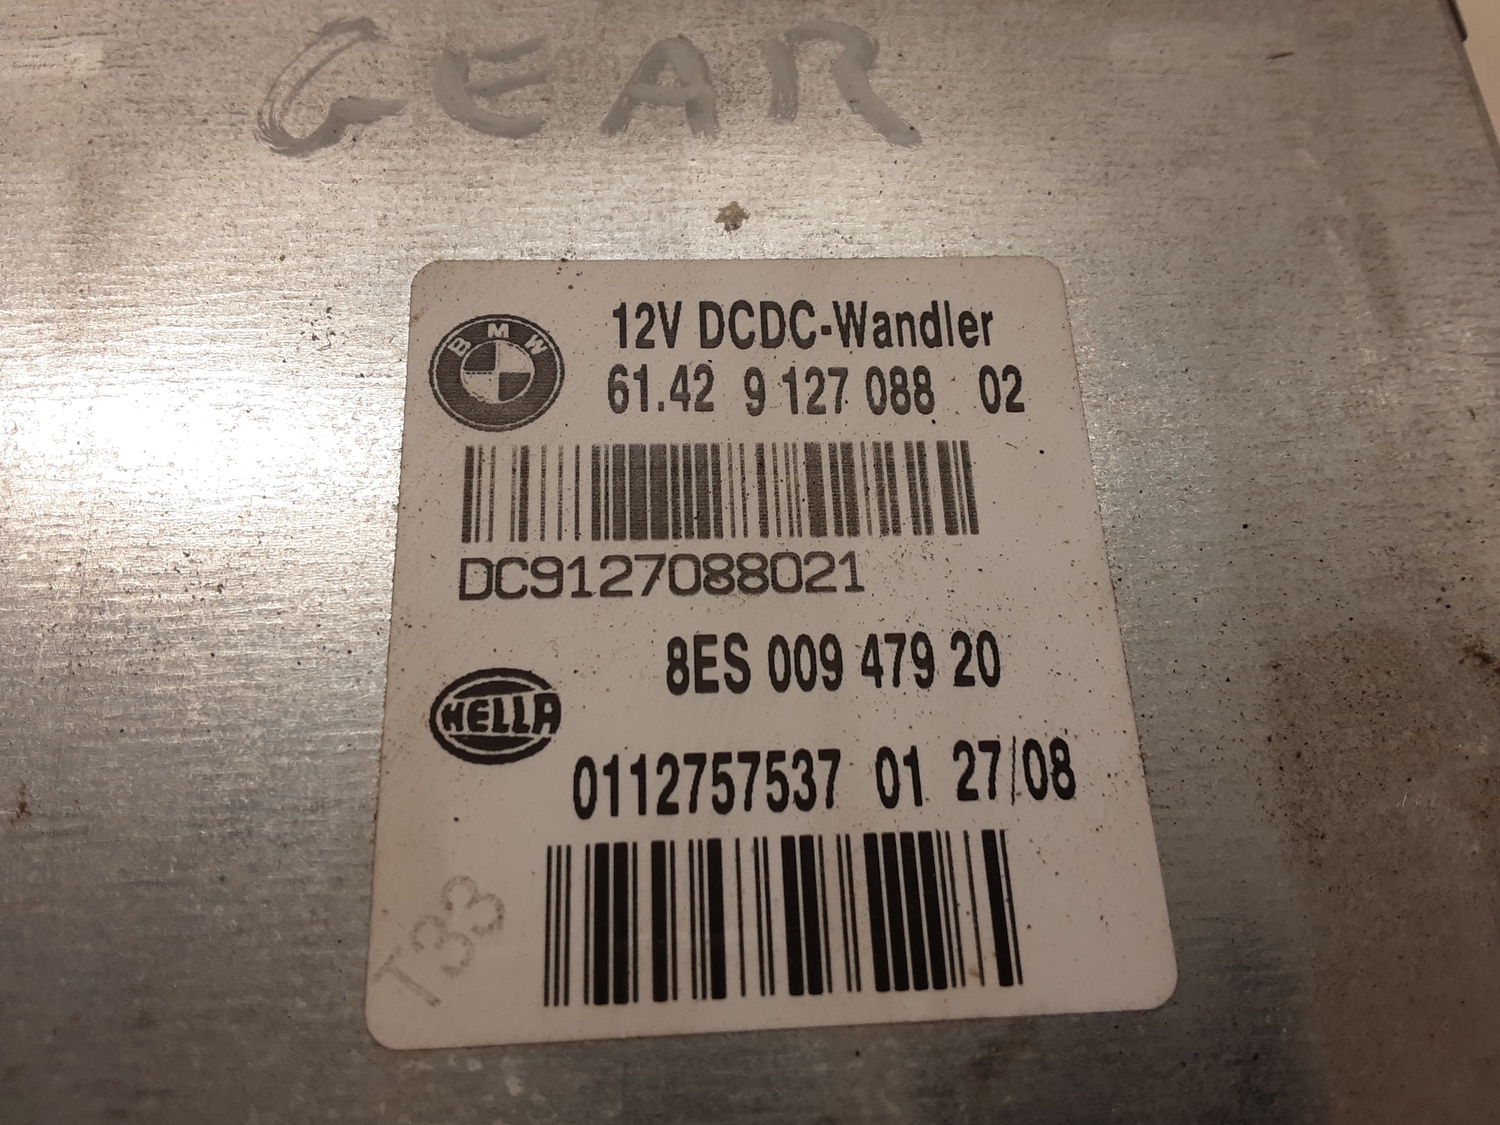 GEAR
BMW
12V DCDC-Wandler
61.42 9 127 088 02
DC9127088021
8ES 009 479 20
HELLA
0112757537 01 27/08
T33